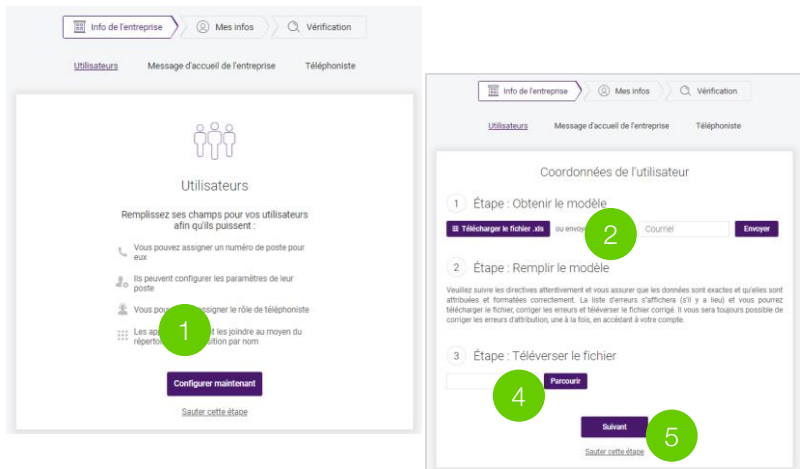 Info de l'entreprise
Mes infos
Vérification
Utilisateurs
Message d'accueil de l'entreprise
Téléphoniste
Utilisateurs
Remplissez ses champs pour vos utilisateurs
afin qu'ils puissent :
Vous pouvez assigner un numéro de poste pour
eux
Ils peuvent configurer les paramètres de leur
poste
Vous assigner le rôle de téléphoniste
Les les joindre au moyen du
par nom
1
Configurer maintenant
Sauter cette étape
Info de l'entreprise
Mes infos
Vérification
Utilisateurs
Message d'accueil de l'entreprise
Téléphoniste
Coordonnées de l'utilisateur
1 Étape : Obtenir le modèle
Télécharger le fichier .xls
ou
2
Courriel
Envoyer
2 Étape : Remplir le modèle
Veuillez suivre les directives attentivement et vous assurer que les données sont exactes et qu'elles sont
attribuées et formatées correctement. La liste d'erreurs s'affichera (s'il y a lieu) et vous pourrez
télécharger le fichier, corriger les erreurs et téléverser le fichier corrigé. Il vous sera toujours possible de
corriger les erreurs d'attribution, une à la fois, en accédant à votre compte.
3 Étape : Téléverser le fichier
4
Parcourir
Suivant
5
Sauter cette étape